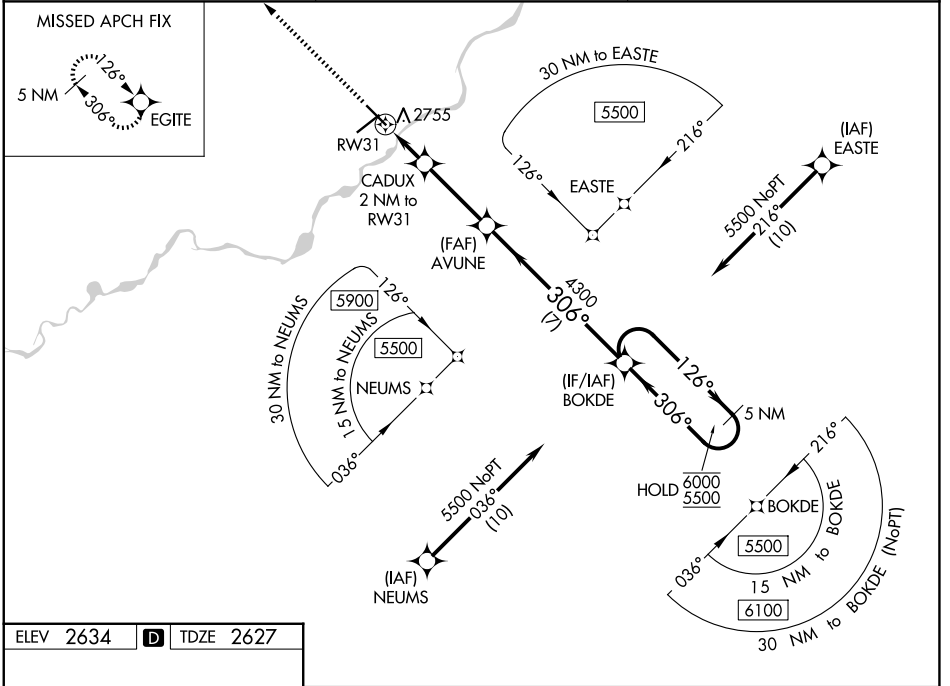 MISSED APCH FIX
126°
5 NM
306°
EGITE
RW31
2755
CADUX
2 NM to
RW31
(FAF)
AVUNE
30 NM to EASTE
5500
126°
216°
EASTE
(IAF)
EASTE
5500 NoPT
216°
(10)
4300
306°
(7)
30 NM to NEUMS
5900
126°
15 NM to NEUMS
5500
NEUMS
036°
(IF/IAF)
BOKDE
126°
306°
5 NM
HOLD
6000
5500
5500 NoPT
036°
(10)
(IAF)
NEUMS
216°
BOKDE
036°
5500
15 NM to BOKDE
6100
30 NM to BOKDE (NoPT)
ELEV 2634 D TDZE 2627